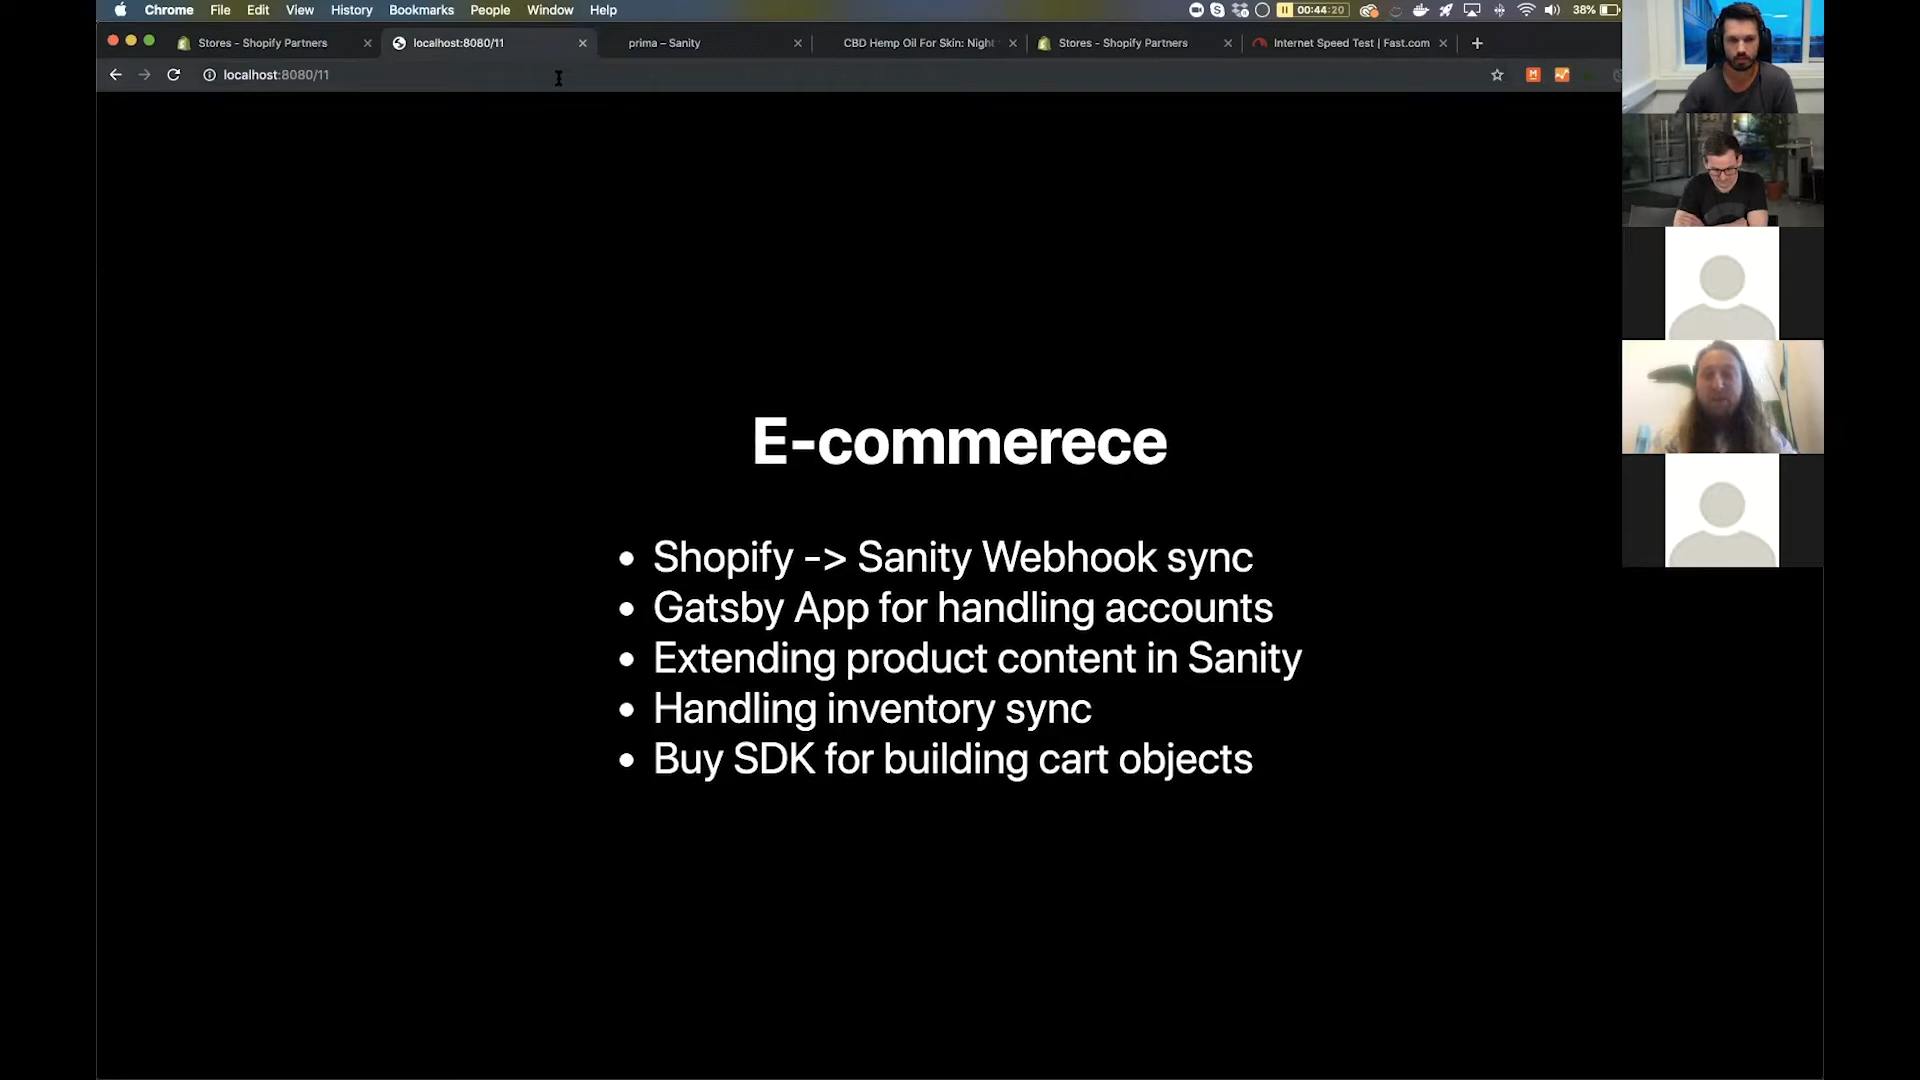 Chrome File Edit View History Bookmarks People Window Help 00:44:20 38%
Stores - Shopify Partners localhost:8080/11 prima – Sanity CBD Hemp Oil For Skin: Night Stores - Shopify Partners Internet Speed Test | Fast.com
localhost:8080/11
E-commerece
• Shopify -> Sanity Webhook sync
• Gatsby App for handling accounts
• Extending product content in Sanity
• Handling inventory sync
• Buy SDK for building cart objects